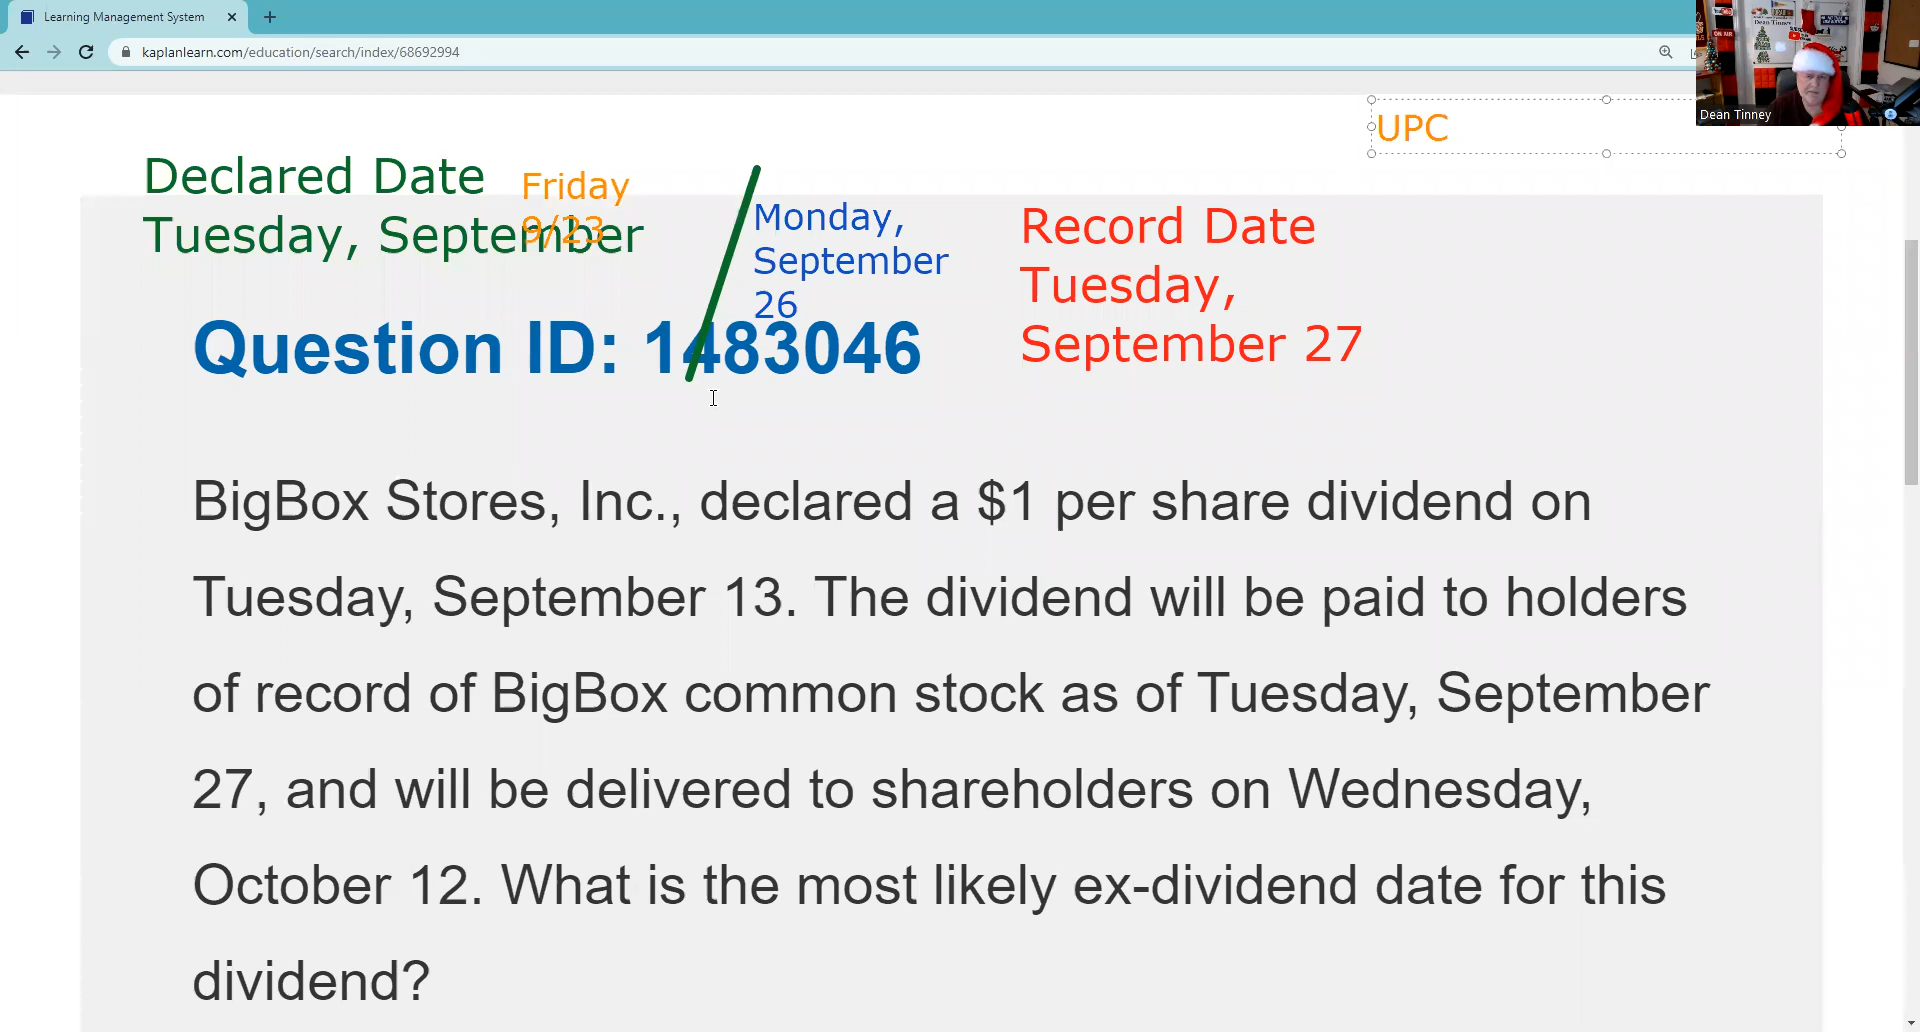 Learning Management System
kaplanlearn.com/education/search/index/68692994
Dean Tinney
UPC
Declared Date
Tuesday, September
Friday
9/23
Monday,
September
26
Record Date
Tuesday,
September 27
Question ID: 1483046
BigBox Stores, Inc., declared a $1 per share dividend on
Tuesday, September 13. The dividend will be paid to holders
of record of BigBox common stock as of Tuesday, September
27, and will be delivered to shareholders on Wednesday,
October 12. What is the most likely ex-dividend date for this
dividend?